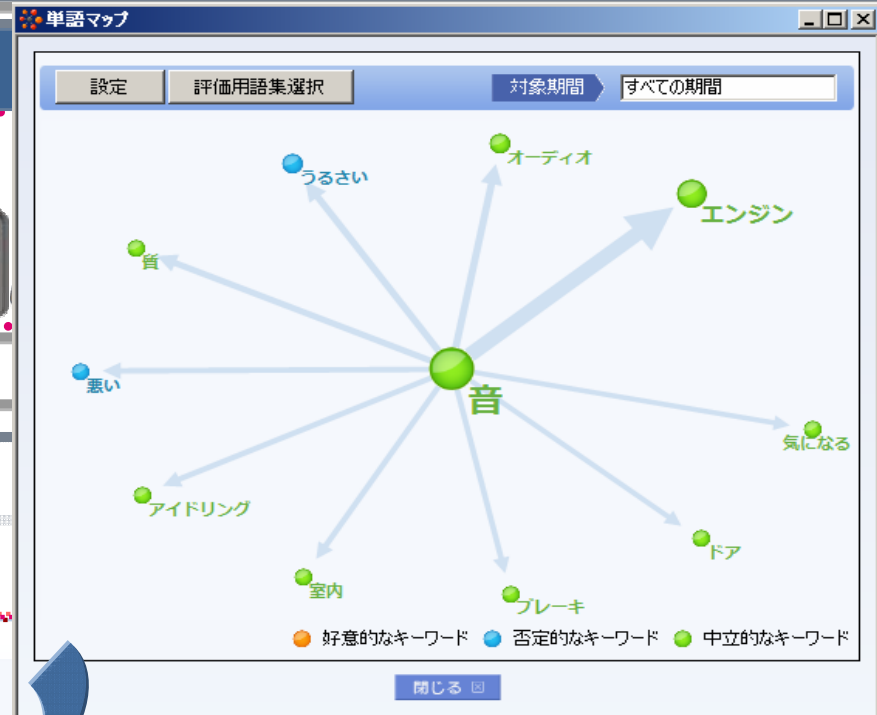 単語マップ
設定 評価用語集選択 対象期間 すべての期間
オーディオ
うるさい
エンジン
質
悪い
音
気になる
アイドリング
ドア
室内
ブレーキ
好意的なキーワード 否定的なキーワード 中立的なキーワード
閉じる